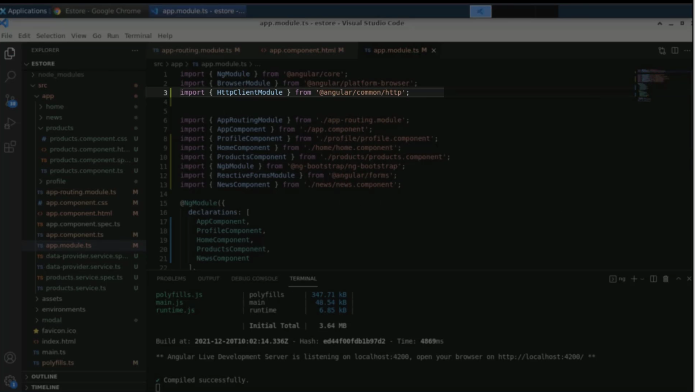 Applications
Estore - Google Chrome
app.module.ts - estore-...
app.module.ts - estore - Visual Studio Code
File Edit Selection View Go Run Terminal Help
EXPLORER
app-routing.module.ts M
app.component.html M
app.module.ts M
ESTORE
src > app > app.module.ts > ...
node_modules
src
app
home
news
products
products.component.css U
products.component.ht... U
products.component.sp... U
products.component.ts U
profile
app-routing.module.ts M
app.component.css
app.component.html M
app.component.spec.ts
app.component.ts M
app.module.ts M
data-provider.service.sp... U
data-provider.service.ts U
products.service.spec.ts U
products.service.ts U
assets
environments
modul
favicon.ico
index.html
main.ts
polyfills.ts
OUTLINE
TIMELINE
1 import { NgModule } from '@angular/core';
2 import { BrowserModule } from '@angular/platform-browser';
3 import { HttpClientModule } from '@angular/common/http';
4
5
6 import { AppRoutingModule } from './app-routing.module';
7 import { AppComponent } from './app.component';
8 import { ProfileComponent } from './profile/profile.component';
9 import { HomeComponent } from './home/home.component';
10 import { ProductsComponent } from './products/products.component';
11 import { NgbModule } from '@ng-bootstrap/ng-bootstrap';
12 import { ReactiveFormsModule } from '@angular/forms';
13 import { NewsComponent } from './news/news.component';
14
15 @NgModule({
16 declarations: [
17 AppComponent,
18 ProfileComponent,
19 HomeComponent,
20 ProductsComponent,
21 NewsComponent
],
PROBLEMS OUTPUT DEBUG CONSOLE TERMINAL
ng
polyfills.js | polyfills | 347.71 kB |
main.js | main | 48.54 kB |
runtime.js | runtime | 6.85 kB |
| Initial Total | 3.64 MB
Build at: 2021-12-28T10:02:14.336Z - Hash: ed44f00fdb1b97d2 - Time: 4869ms
** Angular Live Development Server is listening on localhost:4200, open your browser on http://localhost:4200/ **
✓ Compiled successfully.